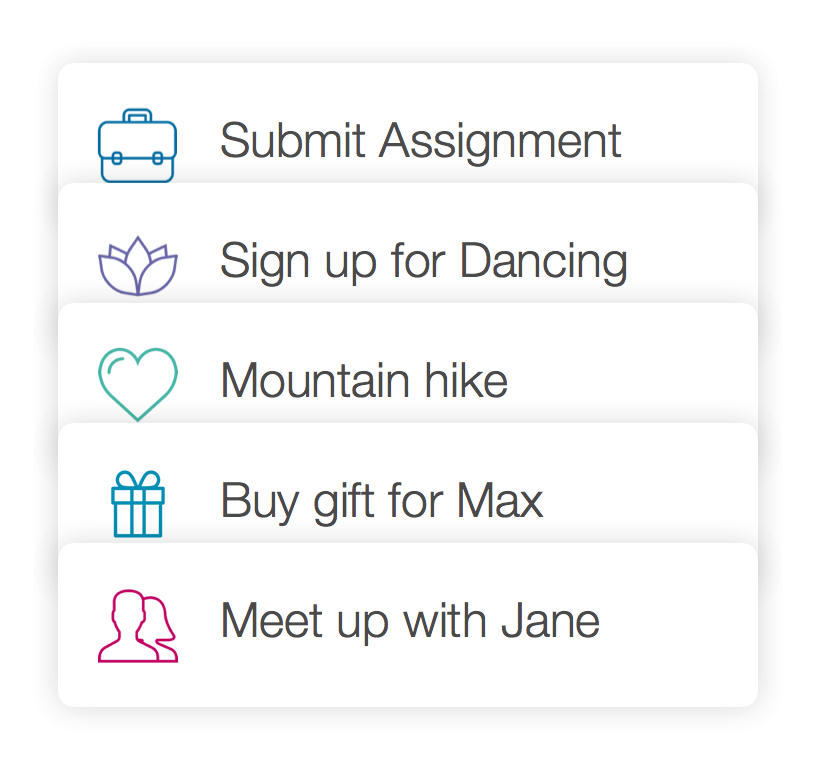 Submit Assignment
Sign up for Dancing
Mountain hike
Buy gift for Max
Meet up with Jane